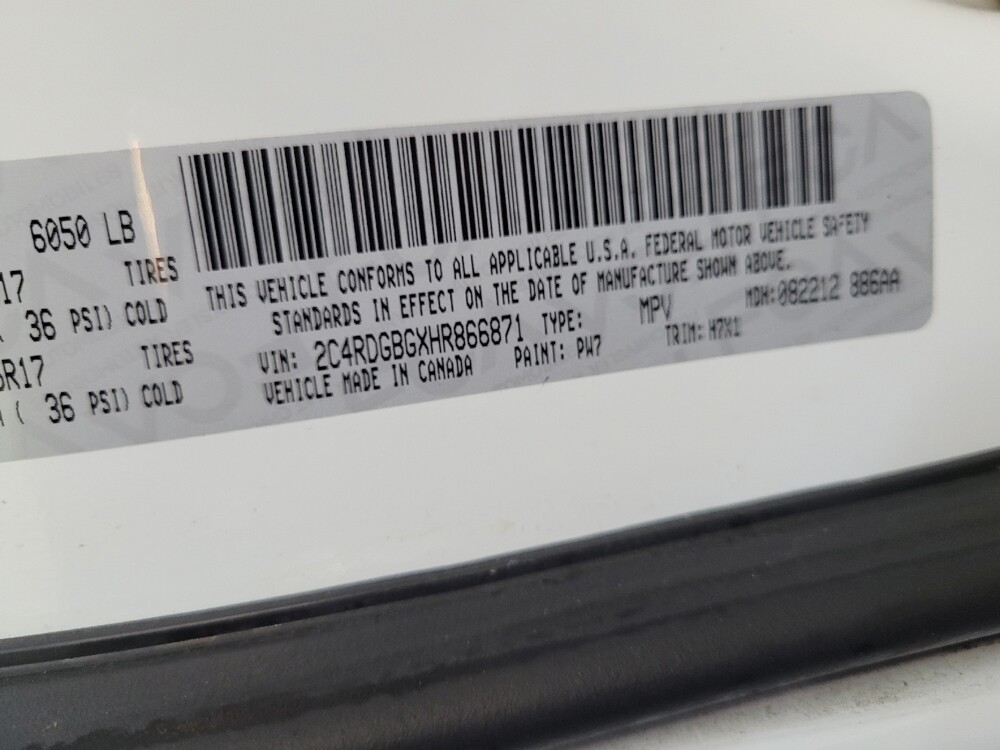 6050 LB
17 TIRES
36 PSI) COLD
R17 TIRES
( 36 PSI) COLD
THIS VEHICLE CONFORMS TO ALL APPLICABLE U.S.A. FEDERAL MOTOR VEHICLE SAFETY
STANDARDS IN EFFECT ON THE DATE OF MANUFACTURE SHOWN ABOVE.
VIN: 2C4RDGBGXHR866871 TYPE: MPV MDH:082212 886AA
VEHICLE MADE IN CANADA PAINT: PW7 TRIM: H7X1